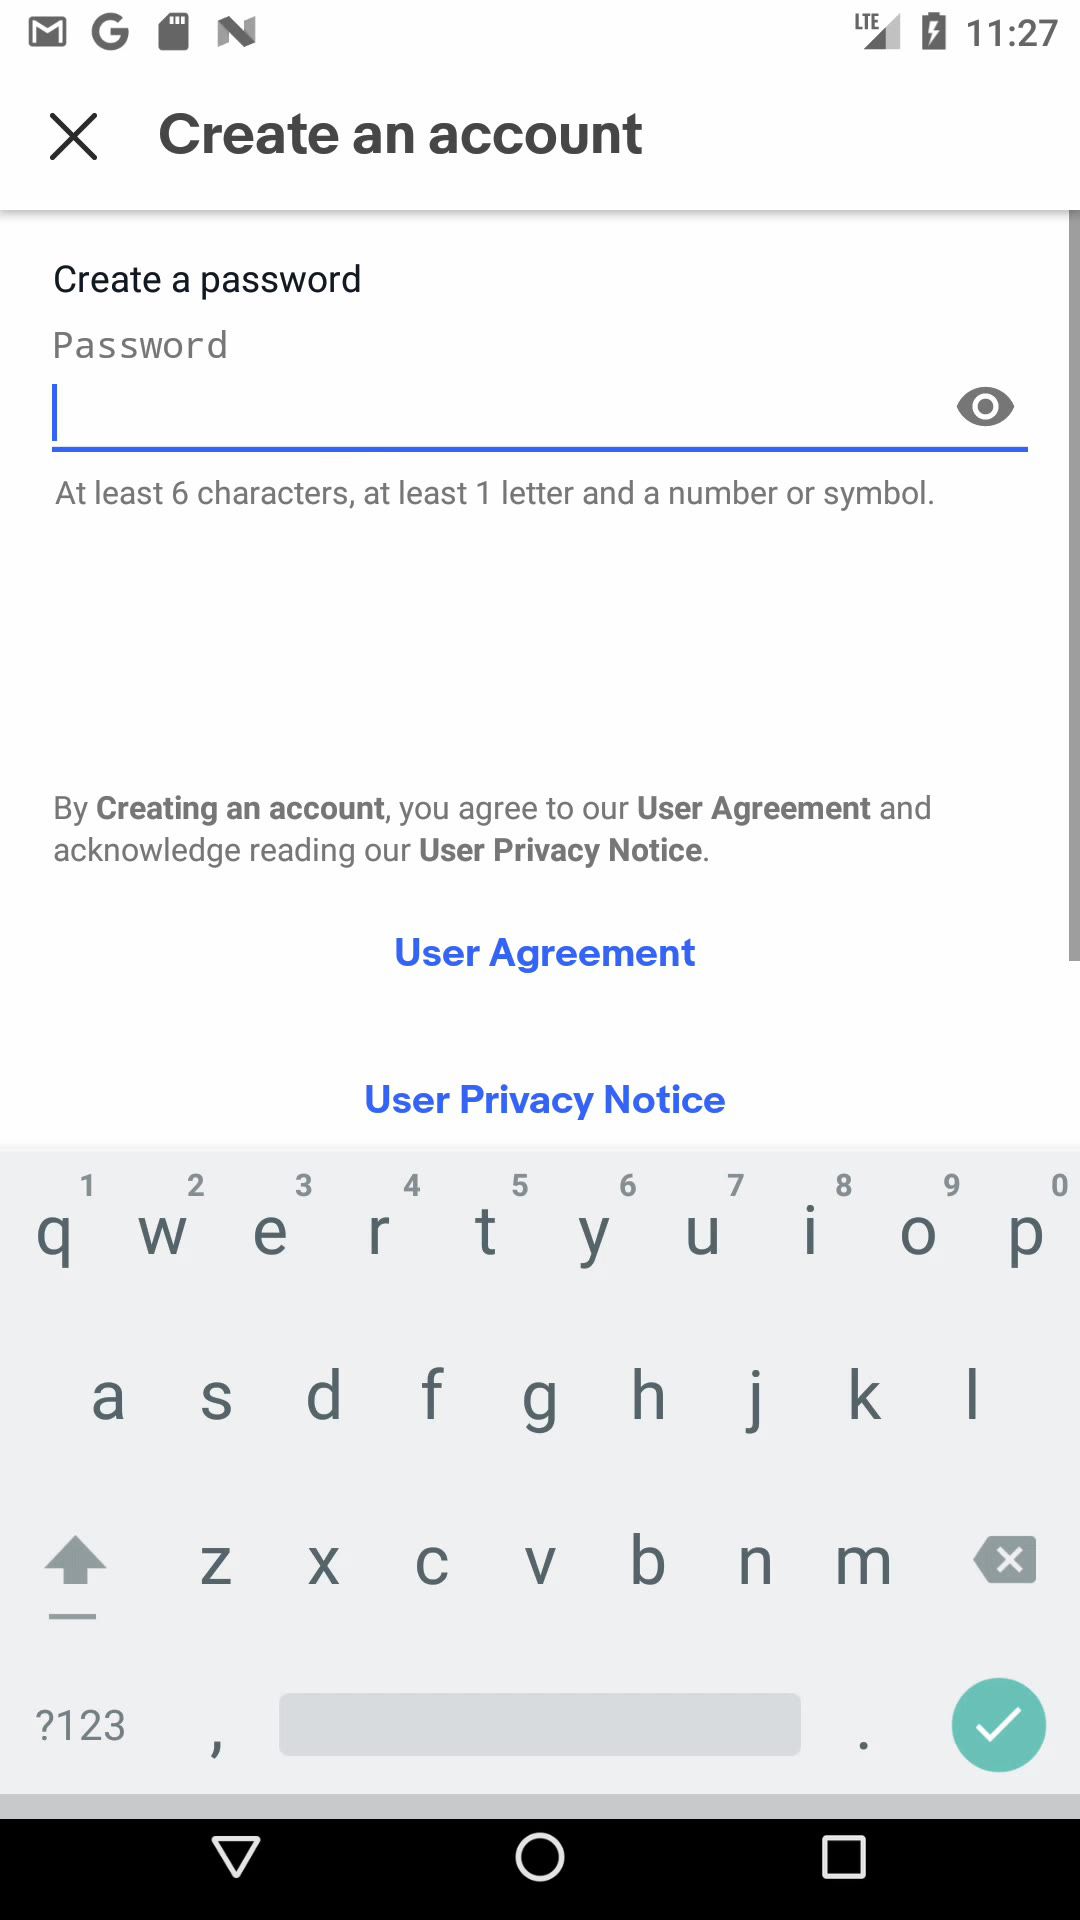 LTE 11:27
Create an account
Create a password
Password
At least 6 characters, at least 1 letter and a number or symbol.
By Creating an account, you agree to our User Agreement and
acknowledge reading our User Privacy Notice.
User Agreement
User Privacy Notice
1 2 3 4 5 6 7 8 9 0
q w e r t y u i o p
a s d f g h j k l
z x c v b n m
?123 , .